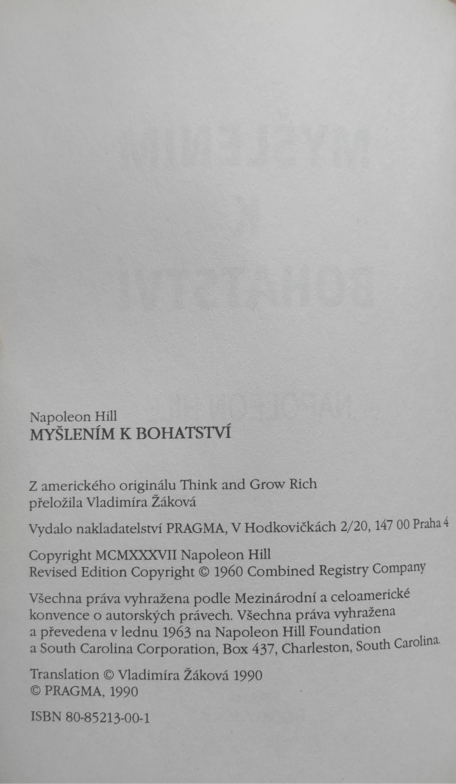 Napoleon Hill
MYŠLENÍM K BOHATSTVÍ
Z amerického originálu Think and Grow Rich
přeložila Vladimíra Žáková
Vydalo nakladatelství PRAGMA, V Hodkovičkách 2/20, 147 00 Praha 4
Copyright MCMXXXVII Napoleon Hill
Revised Edition Copyright © 1960 Combined Registry Company
Všechna práva vyhražena podle Mezinárodní a celoamerické
konvence o autorských právech. Všechna práva vyhražena
a převedena v lednu 1963 na Napoleon Hill Foundation
a South Carolina Corporation, Box 437, Charleston, South Carolina.
Translation © Vladimíra Žáková 1990
© PRAGMA, 1990
ISBN 80-85213-00-1